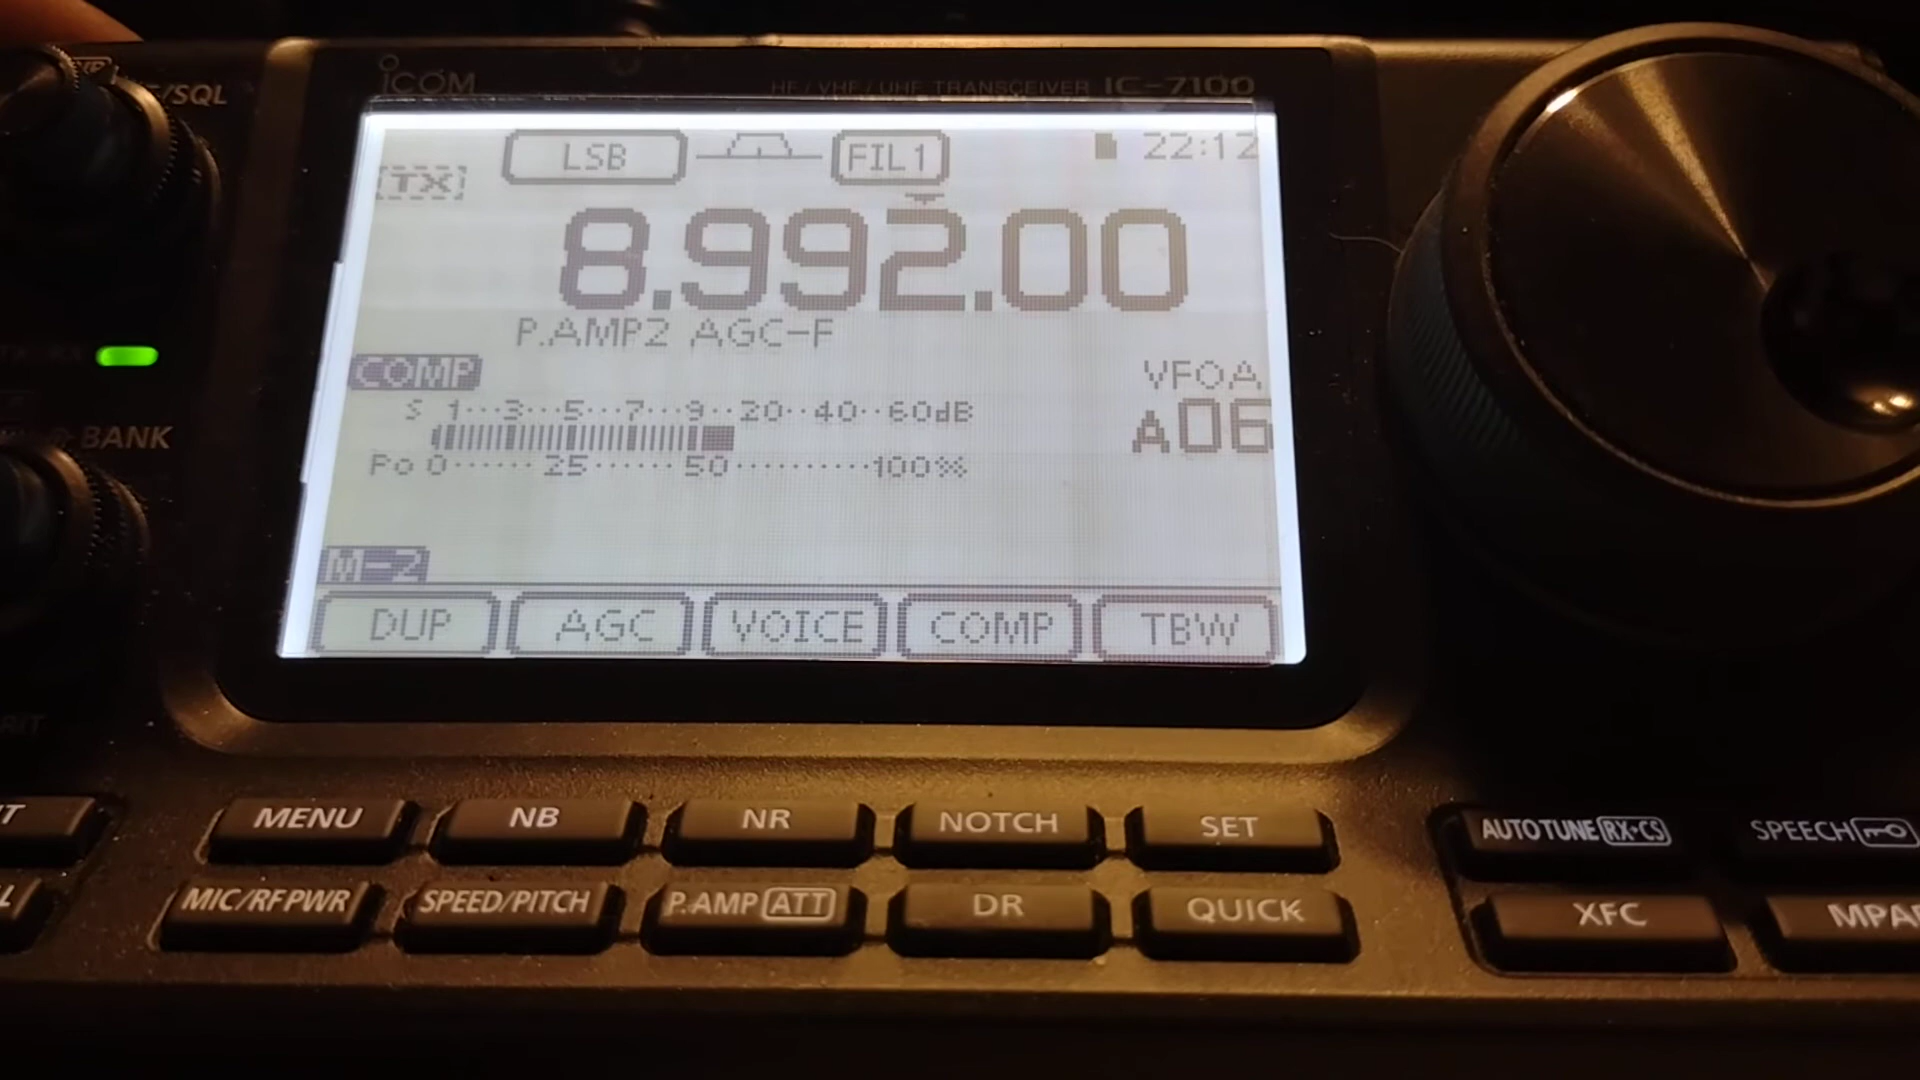 ICOM HF/VHF/UHF TRANSCEIVER IC-7100
/SQL
LSB FIL1 22:12
TX
8.992.00
P.AMP2 AGC-F
COMP VFOA
S 1···3···5···7···9··20··40··60dB
A06
BANK
Po 0······25······50··········100%
M-2
DUP AGC VOICE COMP TBW
MENU NB NR NOTCH SET AUTOTUNE RX→CS SPEECH
MIC/RF PWR SPEED/PITCH P.AMP ATT DR QUICK XFC